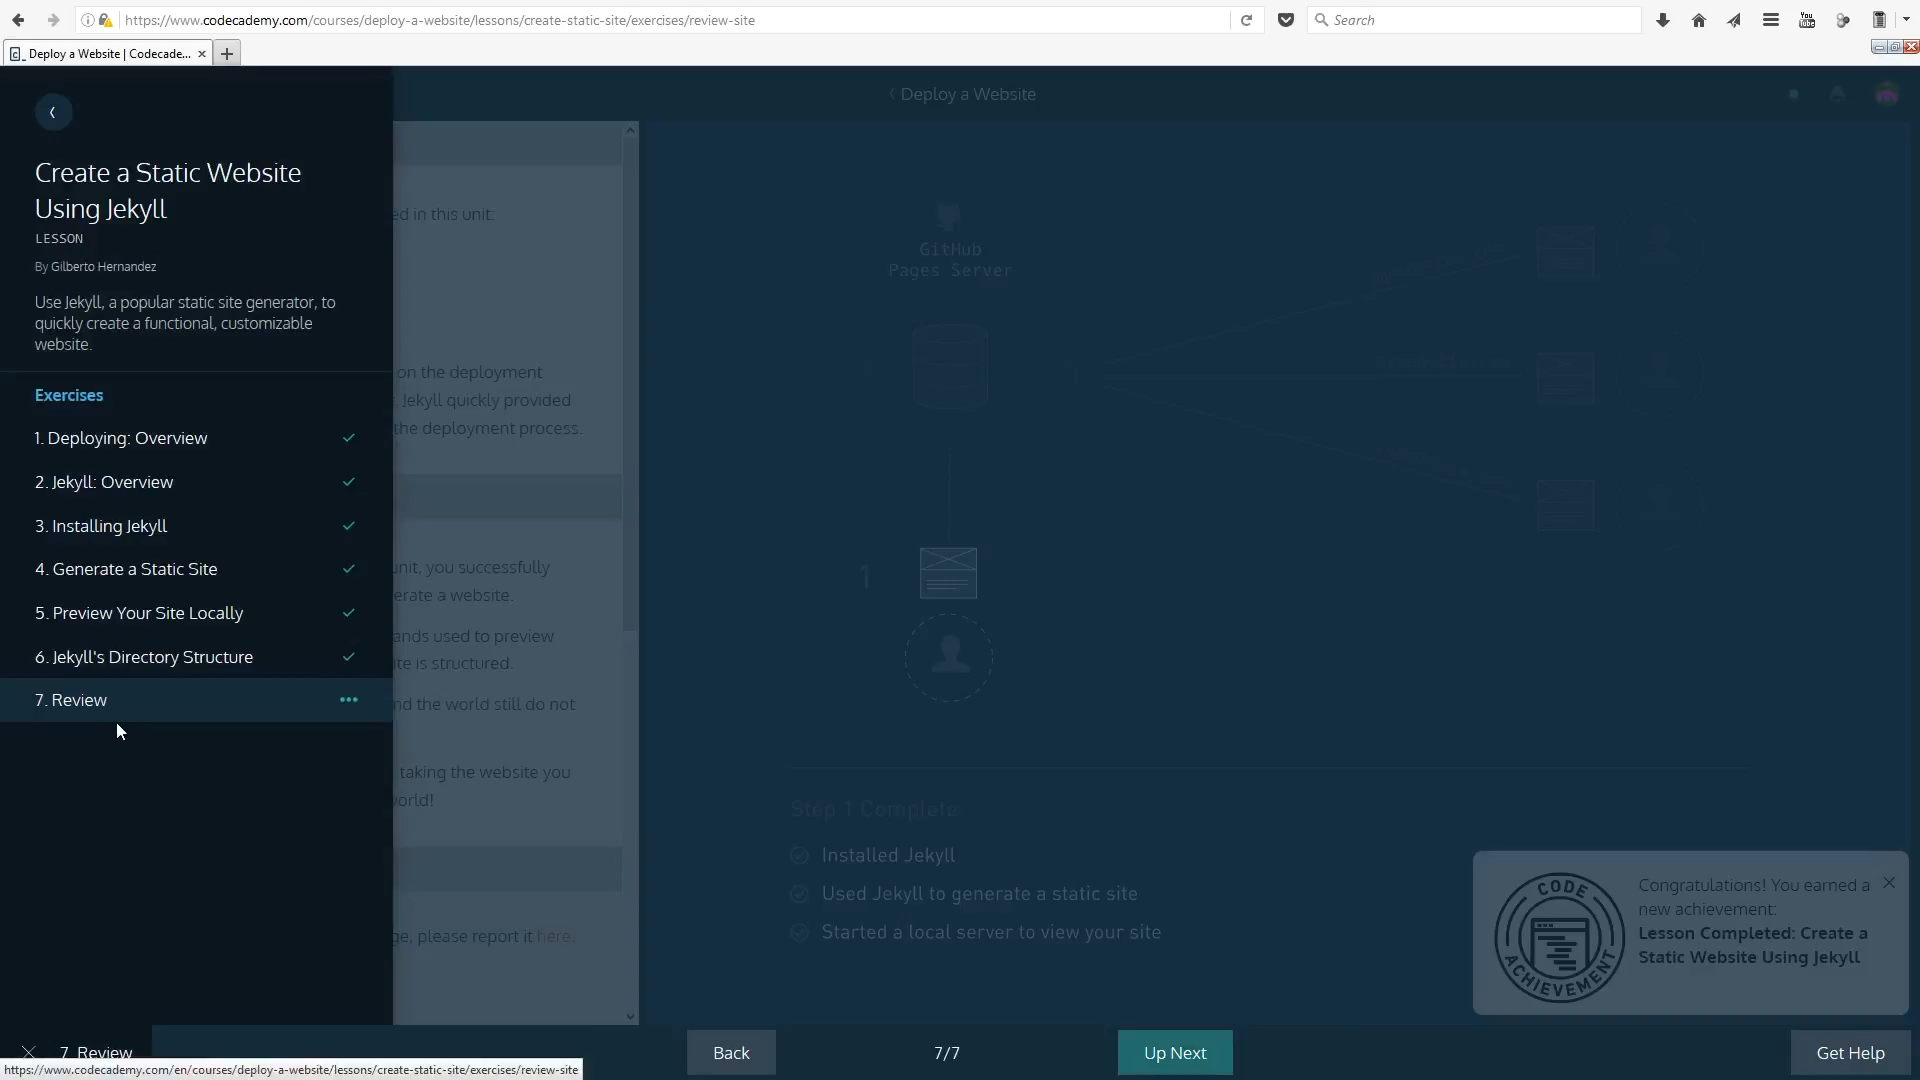 https://www.codecademy.com/courses/deploy-a-website/lessons/create-static-site/exercises/review-site
Search
Deploy a Website | Codecade...
Deploy a Website
Create a Static Website
Using Jekyll
LESSON
By Gilberto Hernandez
Use Jekyll, a popular static site generator, to
quickly create a functional, customizable
website.
Exercises
1. Deploying: Overview
2. Jekyll: Overview
3. Installing Jekyll
4. Generate a Static Site
5. Preview Your Site Locally
6. Jekyll's Directory Structure
7. Review
ed in this unit:
on the deployment
Jekyll quickly provided
the deployment process.
unit, you successfully
erate a website.
ands used to preview
ite is structured.
nd the world still do not
taking the website you
world!
ge, please report it here.
GitHub
Pages Server
1
Step 1 Complete
Installed Jekyll
Used Jekyll to generate a static site
Started a local server to view your site
CODE
ACHIEVEMENT
Congratulations! You earned a
new achievement:
Lesson Completed: Create a
Static Website Using Jekyll
7. Review
Back
7/7
Up Next
Get Help
https://www.codecademy.com/en/courses/deploy-a-website/lessons/create-static-site/exercises/review-site